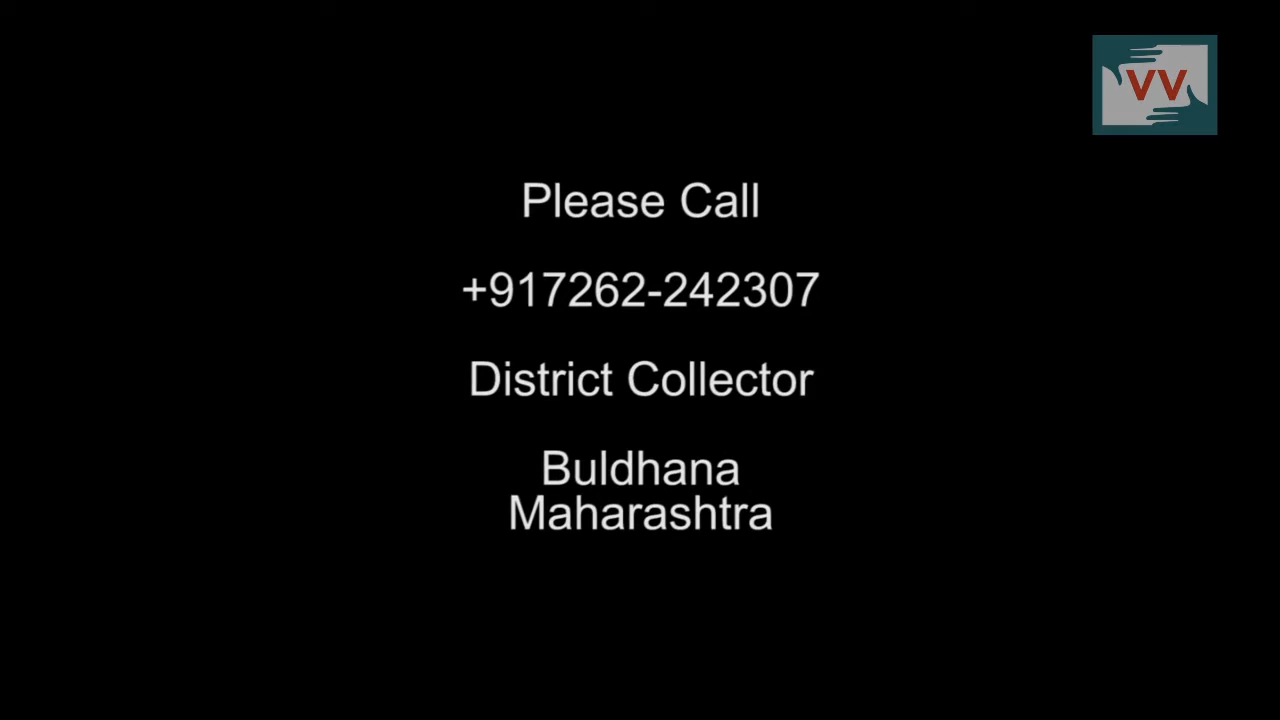 VV
Please Call
+917262-242307
District Collector
Buldhana
Maharashtra